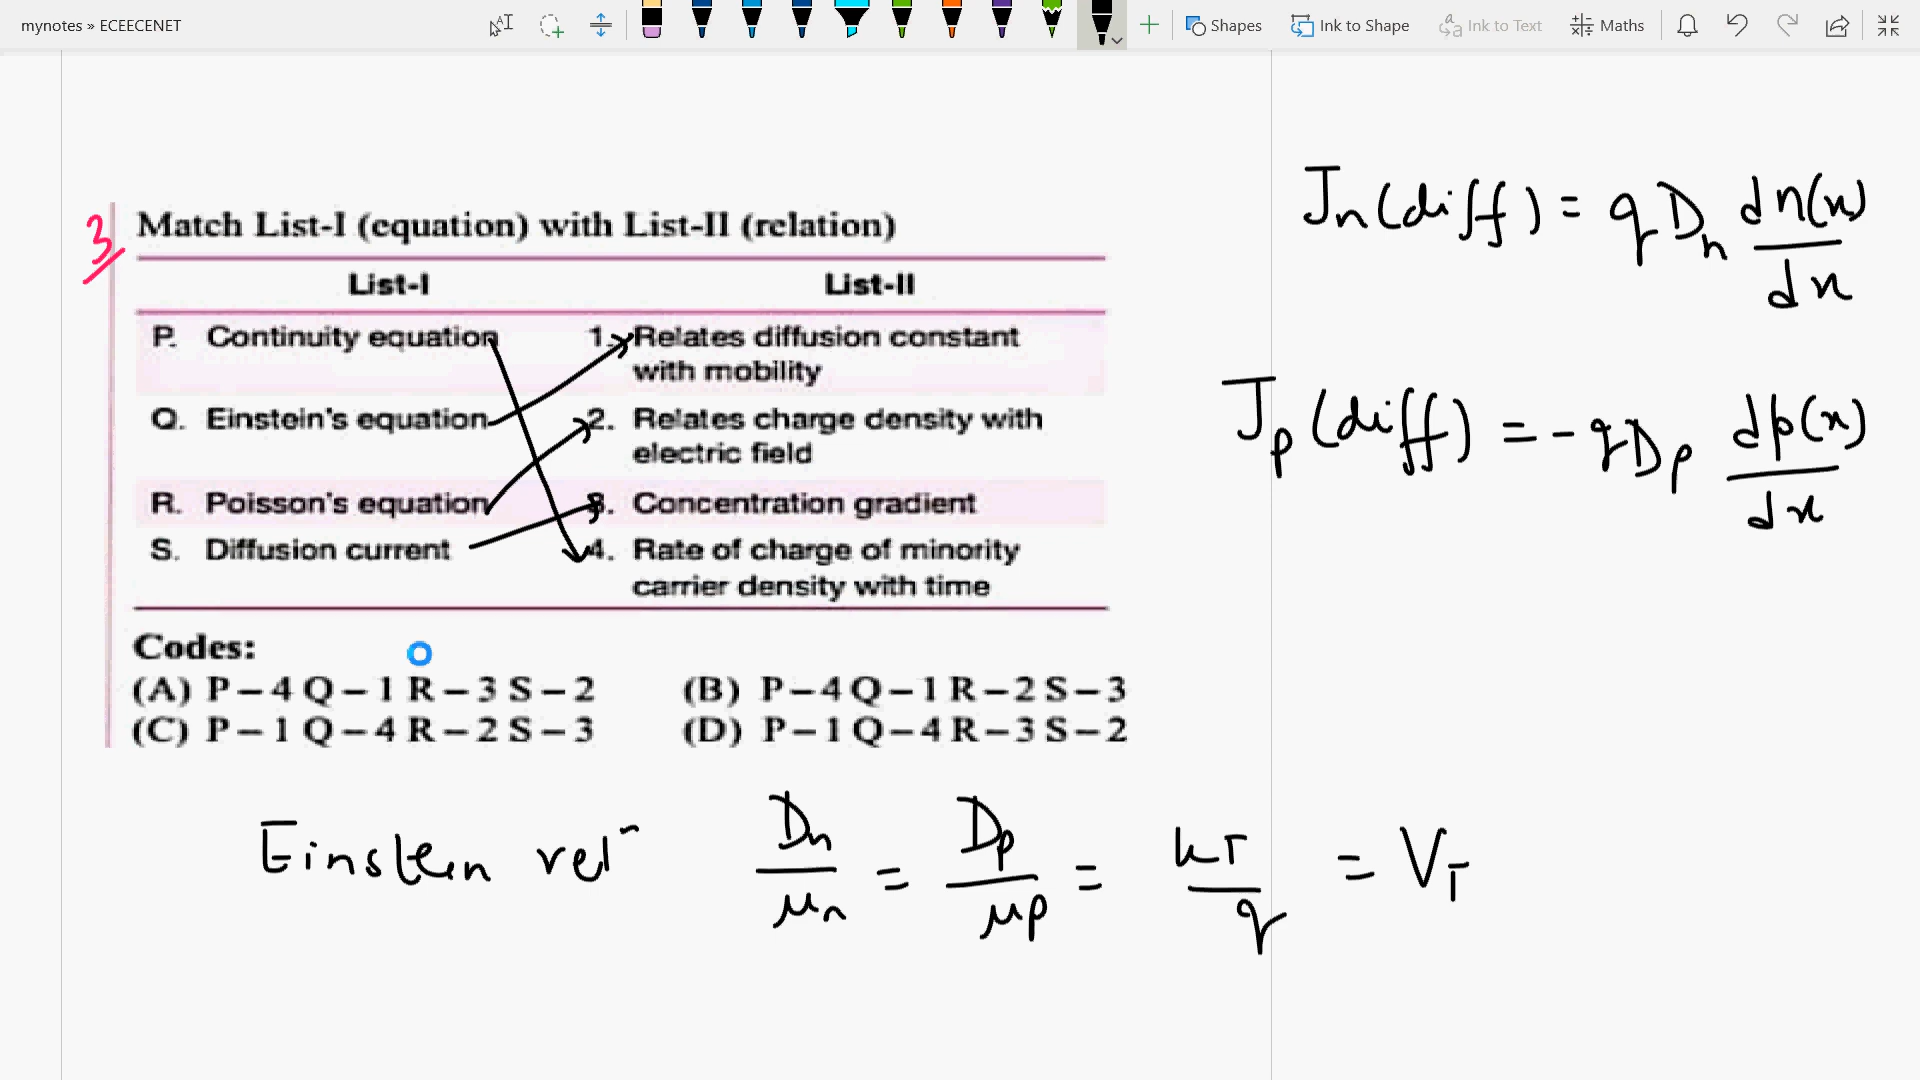 mynotes » ECEECENET
Shapes
Ink to Shape
Ink to Text
Maths
3
Match List-I (equation) with List-II (relation)
List-I List-II
P. Continuity equation 1. Relates diffusion constant
with mobility
Q. Einstein's equation 2. Relates charge density with
electric field
R. Poisson's equation 3. Concentration gradient
S. Diffusion current 4. Rate of charge of minority
carrier density with time
Codes:
(A) P – 4 Q – 1 R – 3 S – 2 (B) P – 4 Q – 1 R – 2 S – 3
(C) P – 1 Q – 4 R – 2 S – 3 (D) P – 1 Q – 4 R – 3 S – 2
Jn(diff) = qDn dn(x)/dx
Jp(diff) = -qDp dp(x)/dx
Einstein rel Dn/μn = Dp/μp = kT/q = VT